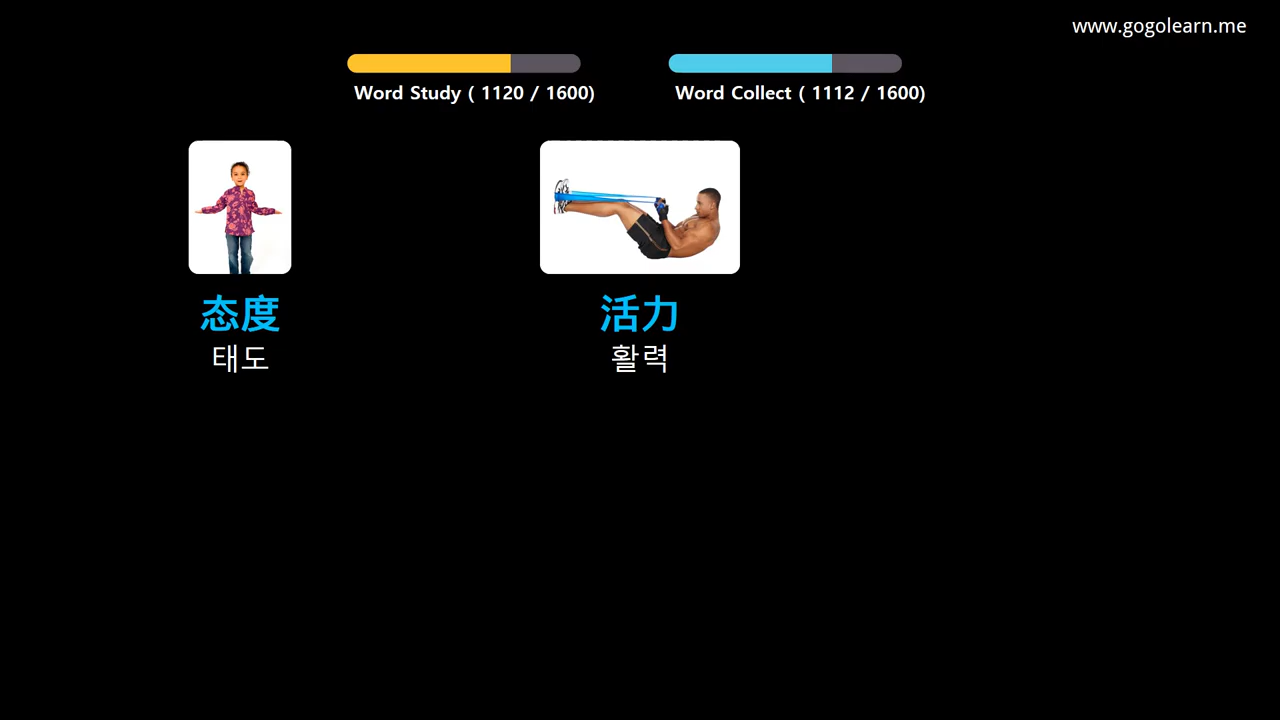 www.gogolearn.me
Word Study ( 1120 / 1600)
Word Collect ( 1112 / 1600)
态度
태도
活力
활력